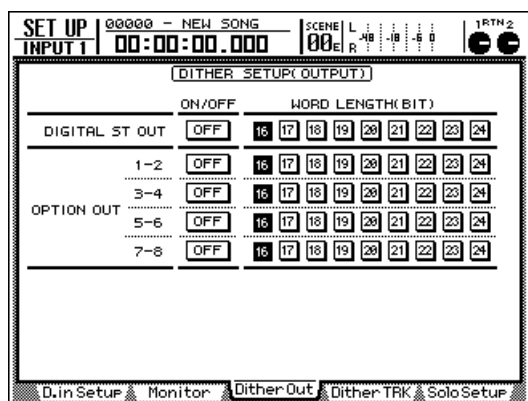 SET UP 00000 - NEW SONG SCENE L -48 -18 -6 0 1RTN2
INPUT 1 00:00:00.000 00E R
DITHER SETUP(OUTPUT)
ON/OFF WORD LENGTH(BIT)
DIGITAL ST OUT OFF 16 17 18 19 20 21 22 23 24
1-2 OFF 16 17 18 19 20 21 22 23 24
3-4 OFF 16 17 18 19 20 21 22 23 24
OPTION OUT
5-6 OFF 16 17 18 19 20 21 22 23 24
7-8 OFF 16 17 18 19 20 21 22 23 24
D.in Setup Monitor Dither Out Dither TRK Solo Setup